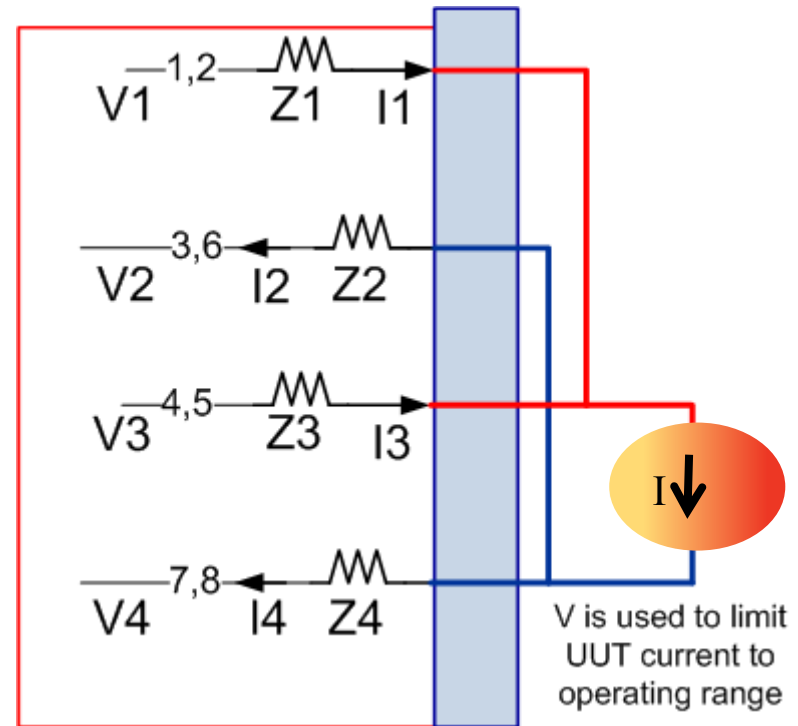 1,2
V1 Z1 I1
3,6
V2 I2 Z2
4,5
V3 Z3 I3
I
7,8
V4 I4 Z4
V is used to limit
UUT current to
operating range